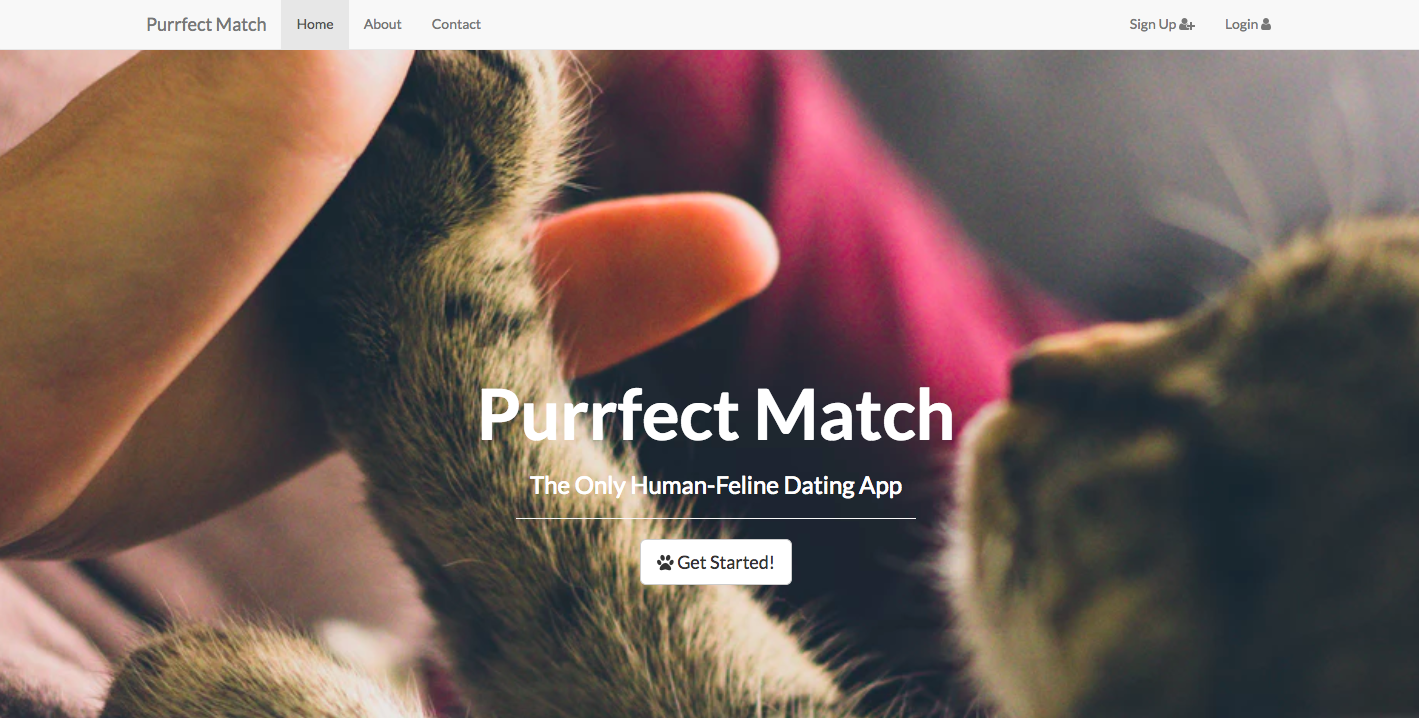 Purrfect Match Home About Contact Sign Up Login
Purrfect Match
The Only Human-Feline Dating App
Get Started!